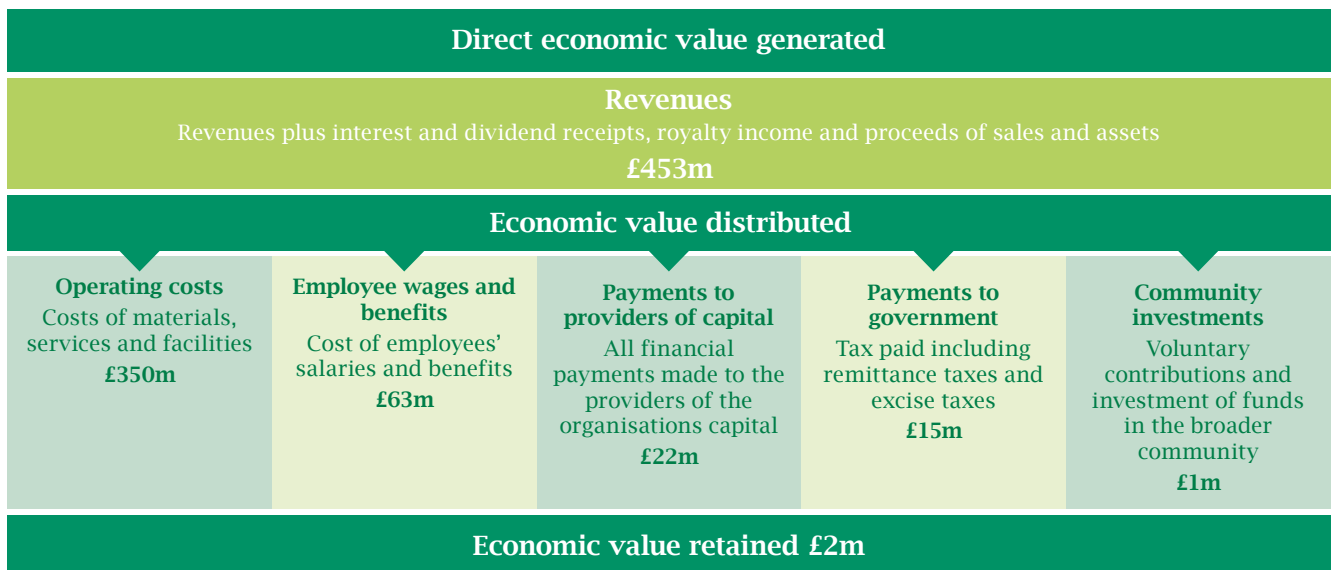 Direct economic value generated
Revenues
Revenues plus interest and dividend receipts, royalty income and proceeds of sales and assets
£453m
Economic value distributed
Operating costs
Costs of materials,
services and facilities
£350m
Employee wages and
benefits
Cost of employees’
salaries and benefits
£63m
Payments to
providers of capital
All financial
payments made to the
providers of the
organisations capital
£22m
Payments to
government
Tax paid including
remittance taxes and
excise taxes
£15m
Community
investments
Voluntary
contributions and
investment of funds
in the broader
community
£1m
Economic value retained £2m